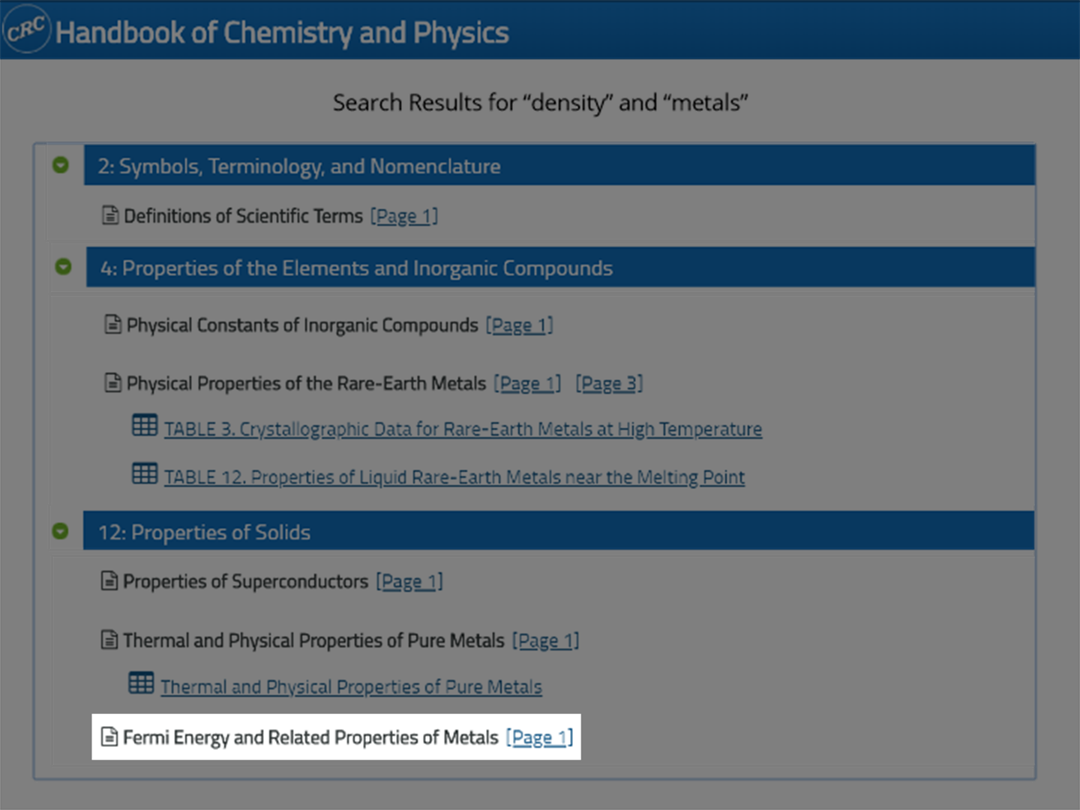 CRC Handbook of Chemistry and Physics
Search Results for “density” and “metals”
2: Symbols, Terminology, and Nomenclature
Definitions of Scientific Terms [Page 1]
4: Properties of the Elements and Inorganic Compounds
Physical Constants of Inorganic Compounds [Page 1]
Physical Properties of the Rare-Earth Metals [Page 1] [Page 3]
TABLE 3. Crystallographic Data for Rare-Earth Metals at High Temperature
TABLE 12. Properties of Liquid Rare-Earth Metals near the Melting Point
12: Properties of Solids
Properties of Superconductors [Page 1]
Thermal and Physical Properties of Pure Metals [Page 1]
Thermal and Physical Properties of Pure Metals
Fermi Energy and Related Properties of Metals [Page 1]